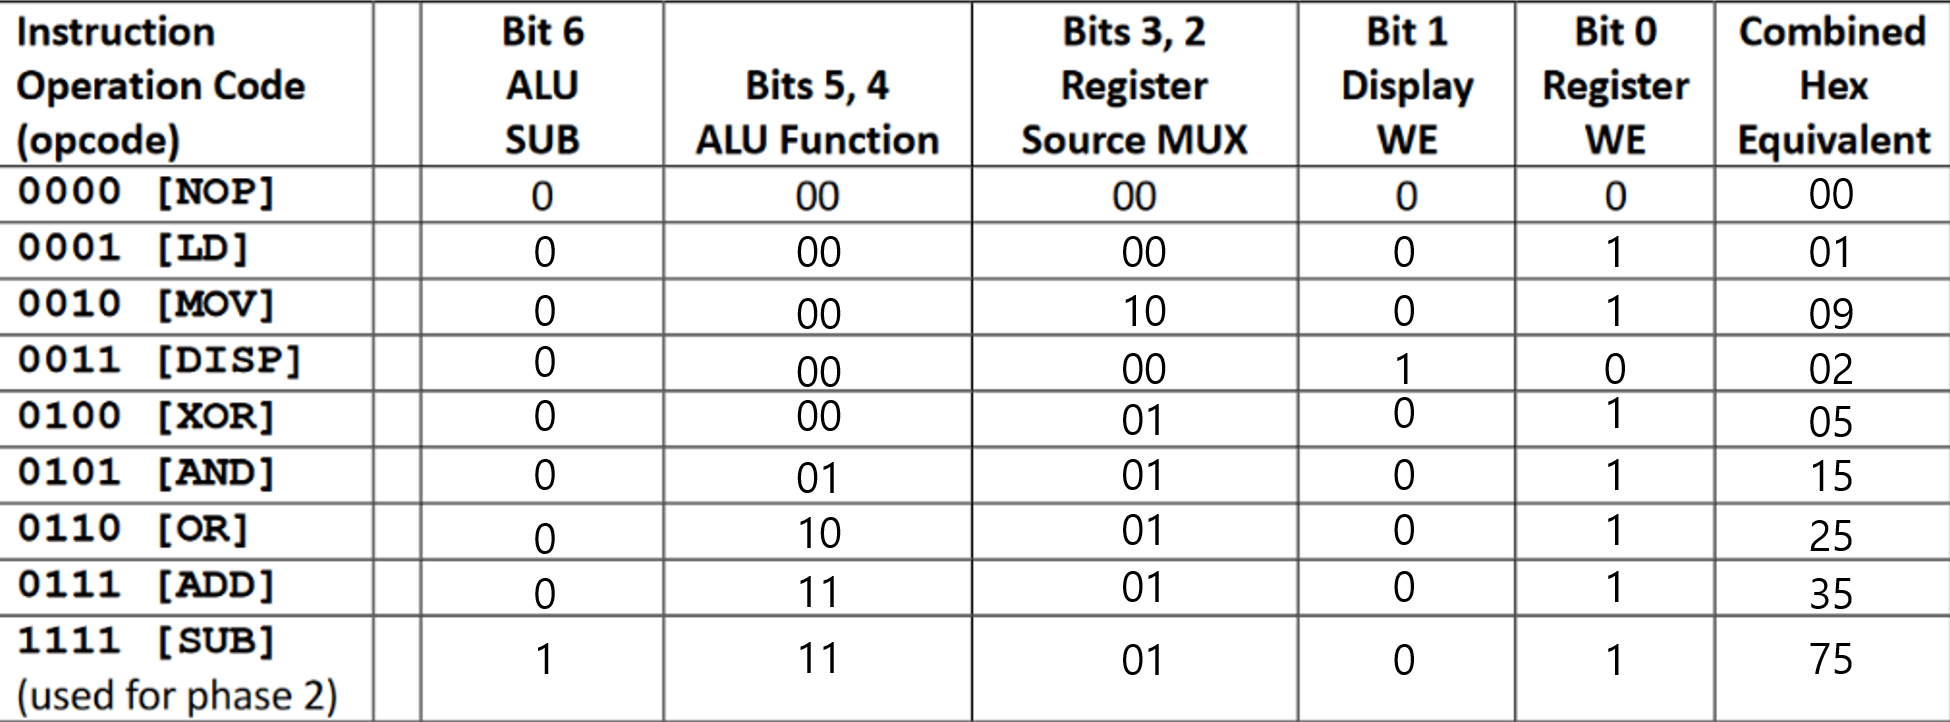 Instruction Operation Code (opcode) Bit 6 ALU SUB Bits 5, 4 ALU Function Bits 3, 2 Register Source MUX Bit 1 Display WE Bit 0 Register WE Combined Hex Equivalent
0000 [NOP] 0 00 00 0 0 00
0001 [LD] 0 00 00 0 1 01
0010 [MOV] 0 00 10 0 1 09
0011 [DISP] 0 00 00 1 0 02
0100 [XOR] 0 00 01 0 1 05
0101 [AND] 0 01 01 0 1 15
0110 [OR] 0 10 01 0 1 25
0111 [ADD] 0 11 01 0 1 35
1111 [SUB] (used for phase 2) 1 11 01 0 1 75